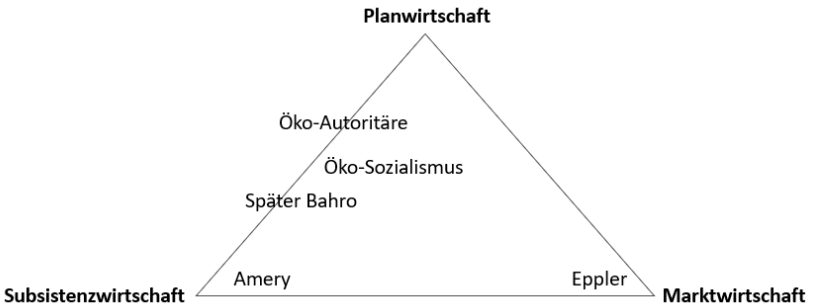 Planwirtschaft
Öko-Autoritäre
Öko-Sozialismus
Später Bahro
Amery
Eppler
Subsistenzwirtschaft
Marktwirtschaft